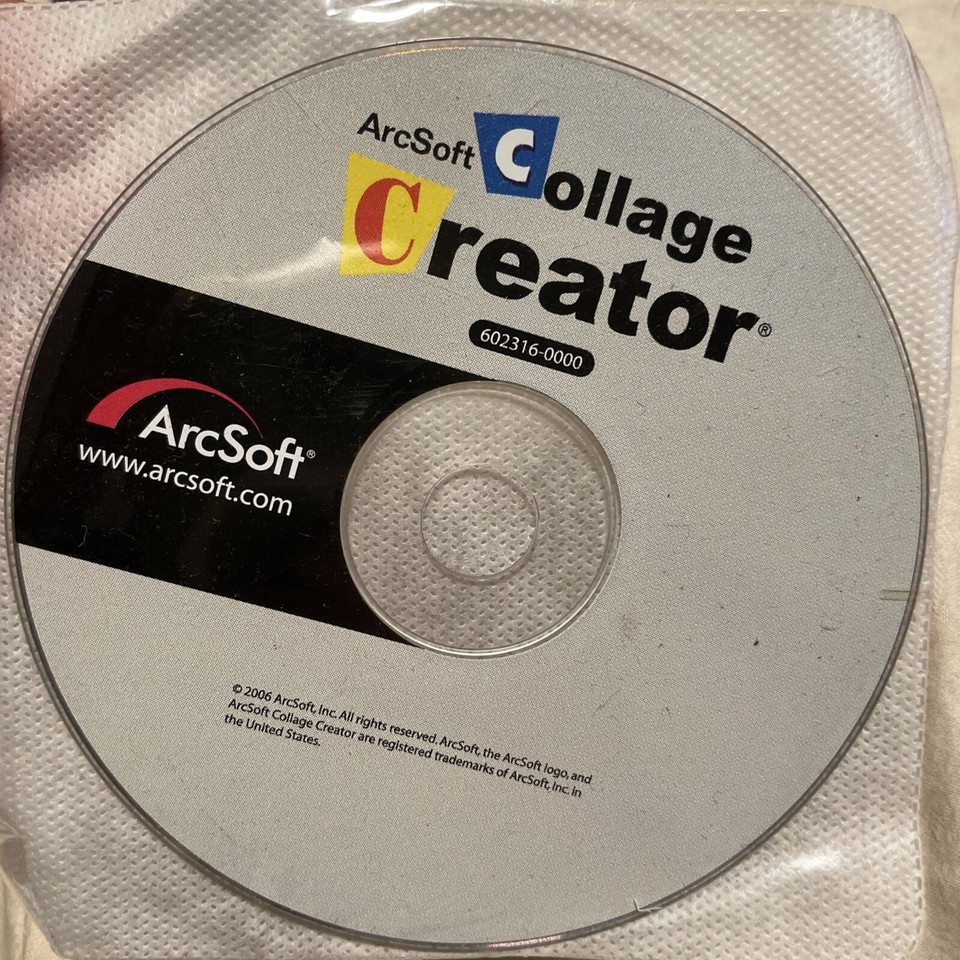 ArcSoft Collage
Creator®
602316-0000
ArcSoft®
www.arcsoft.com
© 2006 ArcSoft, Inc. All rights reserved. ArcSoft, the ArcSoft logo, and
ArcSoft Collage Creator are registered trademarks of ArcSoft, Inc. in
the United States.